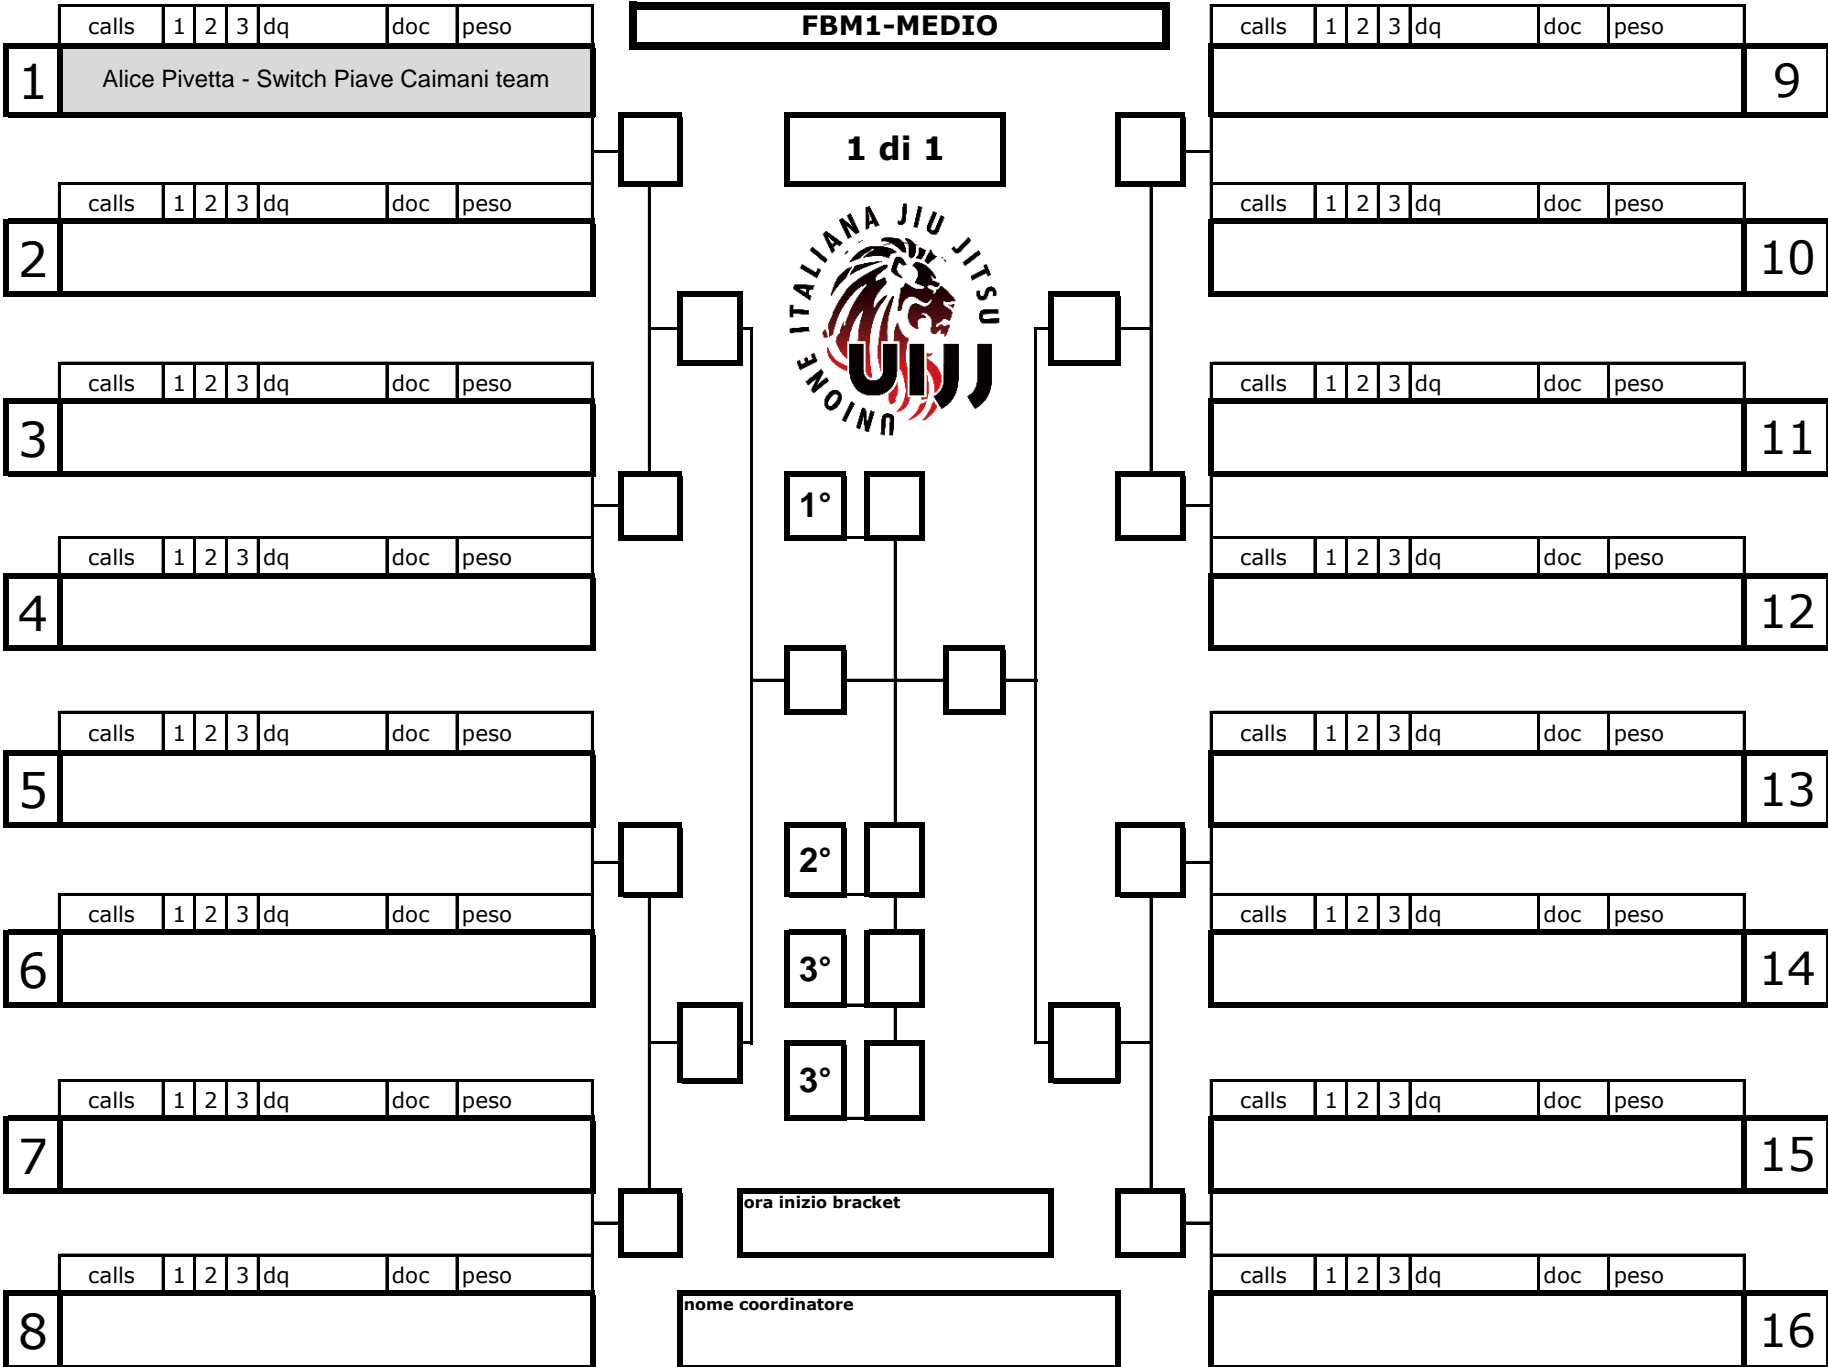 FBM1-MEDIO
1 di 1
UNIONE ITALIANA JIU JITSU
UIJJ
calls 1 2 3 dq doc peso
1 Alice Pivetta - Switch Piave Caimani team
calls 1 2 3 dq doc peso
2
calls 1 2 3 dq doc peso
3
calls 1 2 3 dq doc peso
4
calls 1 2 3 dq doc peso
5
calls 1 2 3 dq doc peso
6
calls 1 2 3 dq doc peso
7
calls 1 2 3 dq doc peso
8
1°
2°
3°
3°
ora inizio bracket
nome coordinatore
calls 1 2 3 dq doc peso
9
calls 1 2 3 dq doc peso
10
calls 1 2 3 dq doc peso
11
calls 1 2 3 dq doc peso
12
calls 1 2 3 dq doc peso
13
calls 1 2 3 dq doc peso
14
calls 1 2 3 dq doc peso
15
calls 1 2 3 dq doc peso
16